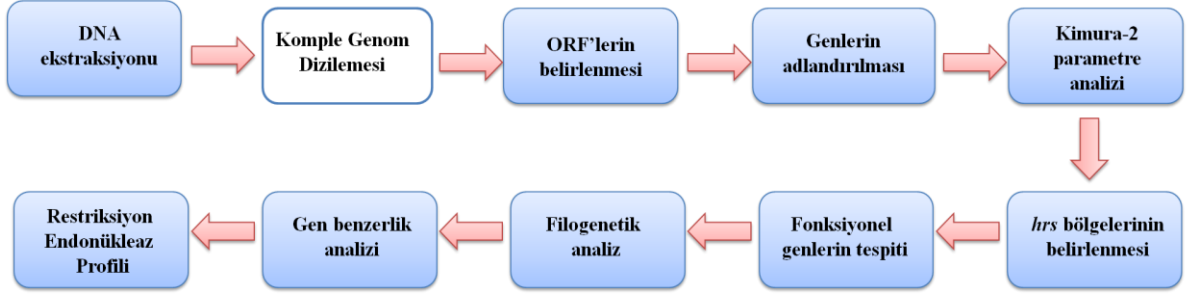 DNA
ekstraksiyonu
Komple Genom
Dizilemesi
ORF’lerin
belirlenmesi
Genlerin
adlandırılması
Kimura-2
parametre
analizi
hrs bölgelerinin
belirlenmesi
Fonksiyonel
genlerin tespiti
Filogenetik
analiz
Gen benzerlik
analizi
Restriksiyon
Endonükleaz
Profili